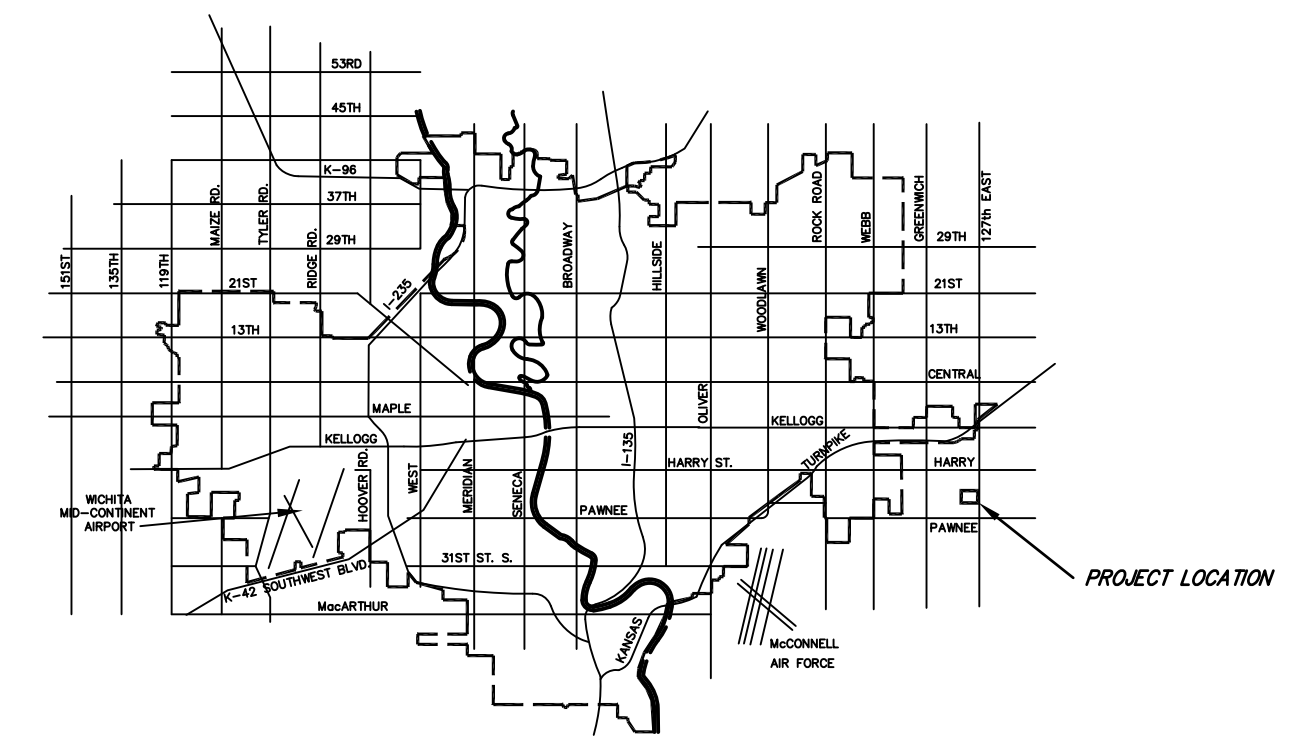 53RD
45TH
K-96
37TH
29TH
MAIZE RD.
TYLER RD.
RIDGE RD.
151ST
135TH
119TH
21ST
I-235
13TH
BROADWAY
HILLSIDE
WOODLAWN
ROCK ROAD
WEBB
GREENWICH
127th EAST
29TH
21ST
13TH
CENTRAL
MAPLE
OLIVER
KELLOGG
KELLOGG
TURNPIKE
I-135
HARRY ST.
HARRY
HOOVER RD.
WEST
MERIDIAN
SENECA
WICHITA
MID-CONTINENT
AIRPORT
PAWNEE
PAWNEE
31ST ST. S.
K-42 SOUTHWEST BLVD.
MacARTHUR
KANSAS
McCONNELL
AIR FORCE
PROJECT LOCATION